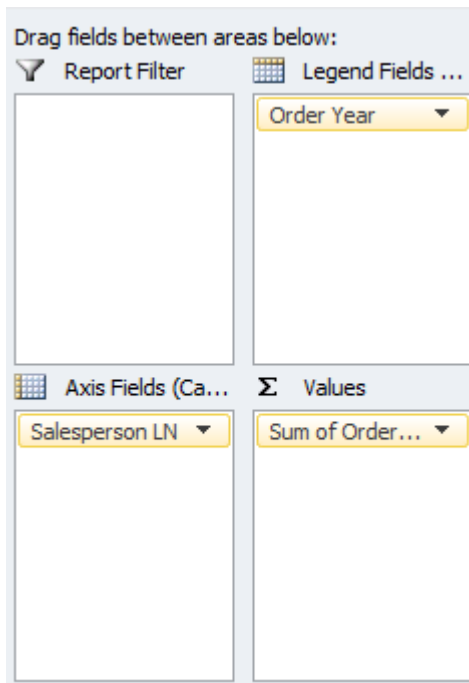 Drag fields between areas below:
Report Filter
Legend Fields ...
Order Year
Axis Fields (Ca...
Σ Values
Salesperson LN
Sum of Order...